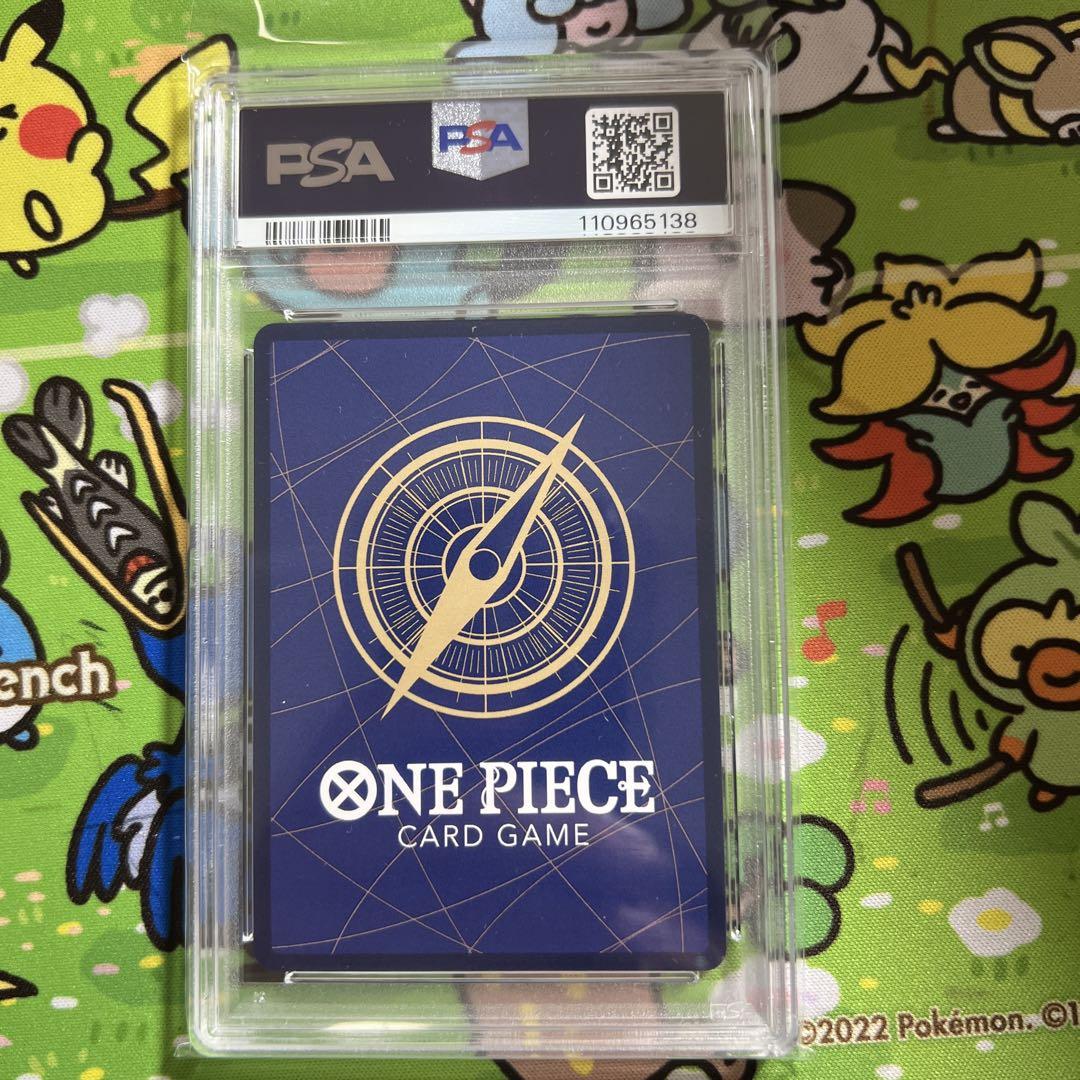 PSA
PSA
110965138
ench
ONE PIECE
CARD GAME
©2022 Pokémon. ©1